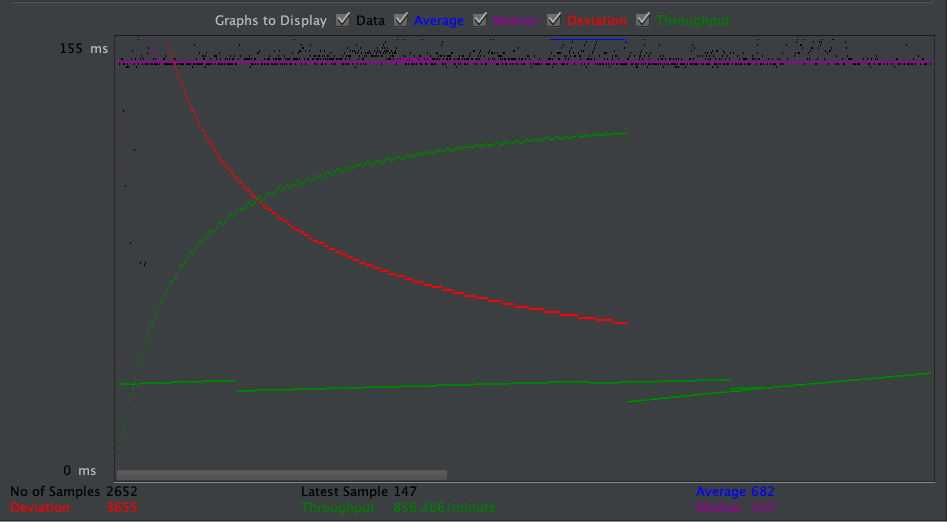 Graphs to Display Data Average Median Deviation Throughput
155 ms
0 ms
No of Samples 2652 Latest Sample 147 Average 682
Deviation 3655 Throughput 856.266/minute Median